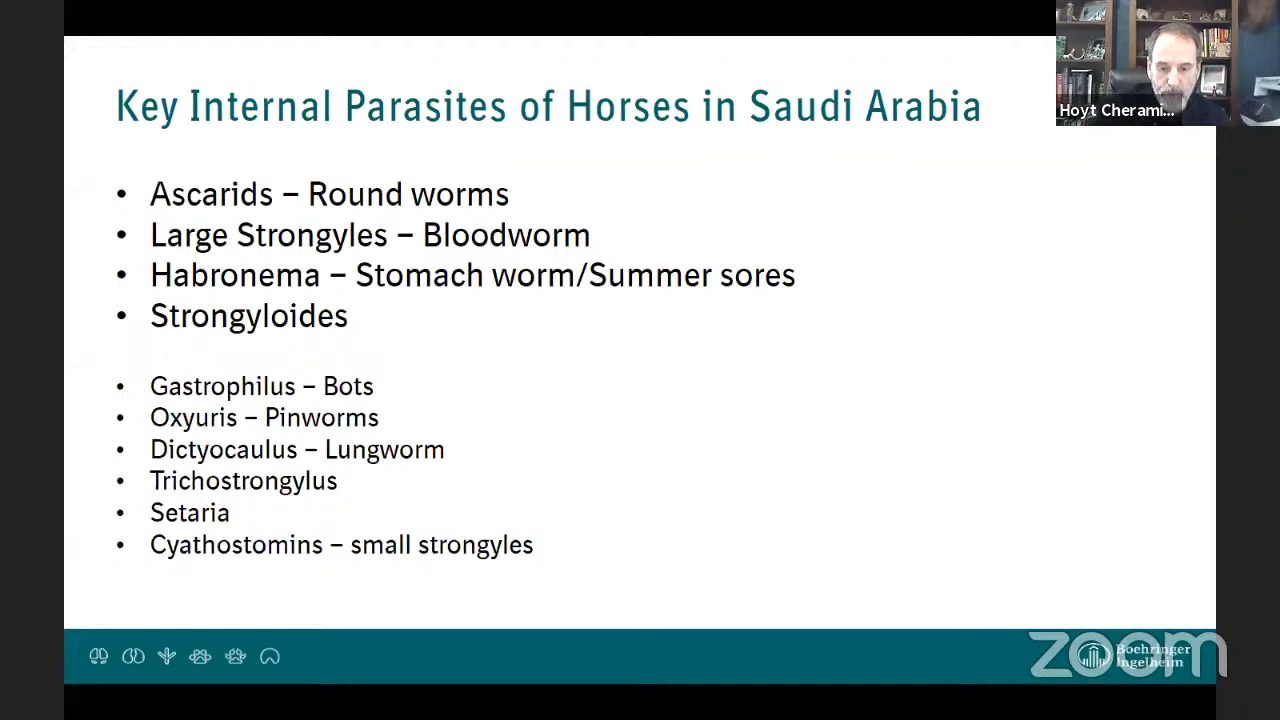 Key Internal Parasites of Horses in Saudi Arabia
Hoyt Cherami...
• Ascarids – Round worms
• Large Strongyles – Bloodworm
• Habronema – Stomach worm/Summer sores
• Strongyloides
• Gastrophilus – Bots
• Oxyuris – Pinworms
• Dictyocaulus – Lungworm
• Trichostrongylus
• Setaria
• Cyathostomins – small strongyles
zoom
Boehringer
Ingelheim